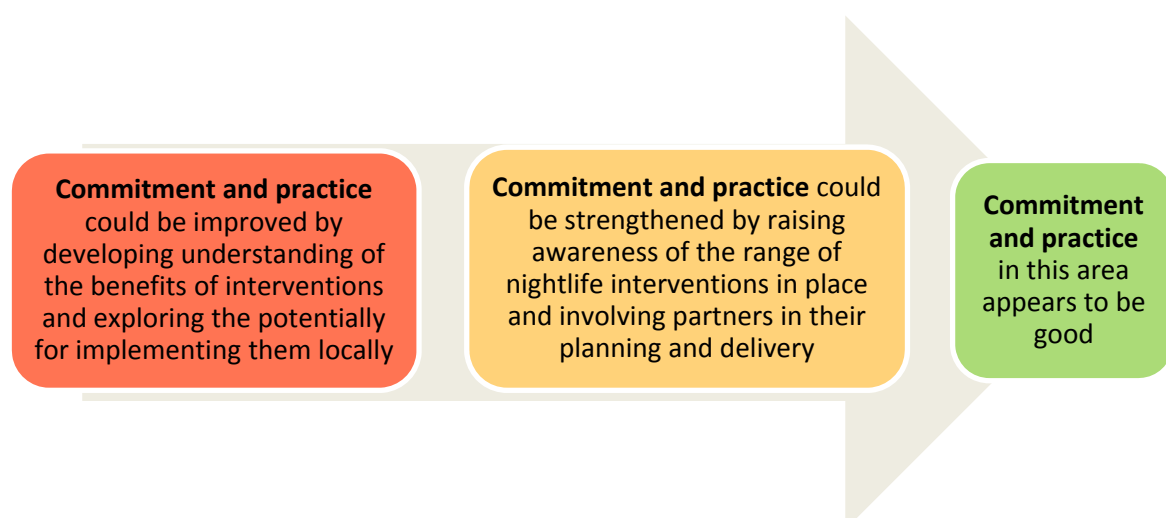 Commitment and practice
could be improved by
developing understanding of
the benefits of interventions
and exploring the potentially
for implementing them locally
Commitment and practice could
be strengthened by raising
awareness of the range of
nightlife interventions in place
and involving partners in their
planning and delivery
Commitment
and practice
in this area
appears to be
good